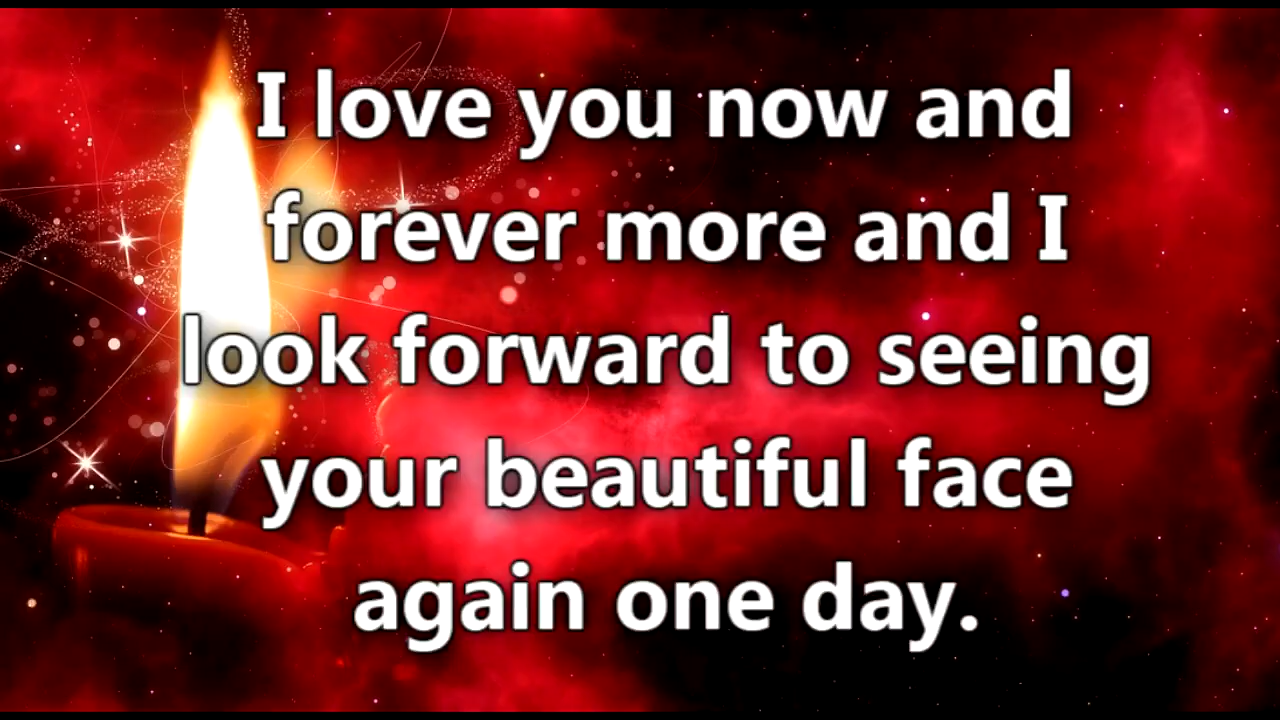 I love you now and
forever more and I
look forward to seeing
your beautiful face
again one day.